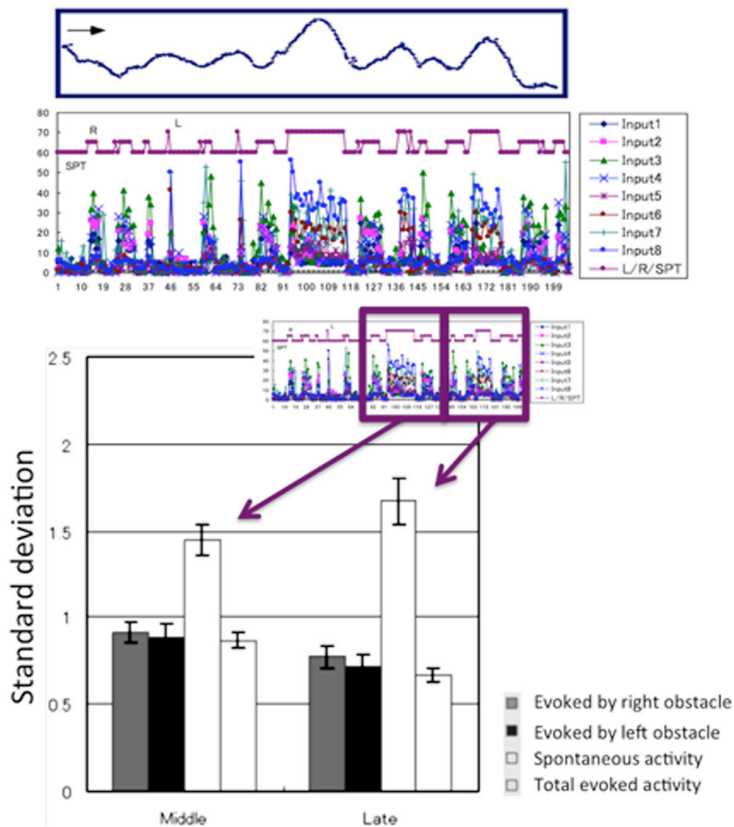 80
70
60
50
40
30
20
10
0
R
L
SPT
1 10 19 28 37 46 55 64 73 82 91 100 109 118 127 136 145 154 163 172 181 190 199
Input1
Input2
Input3
Input4
Input5
Input6
Input7
Input8
L/R/SPT
Standard deviation
2 5
2
1 5
1
0 5
0
Middle Late
Evoked by right obstacle
Evoked by left obstacle
Spontaneous activity
Total evoked activity